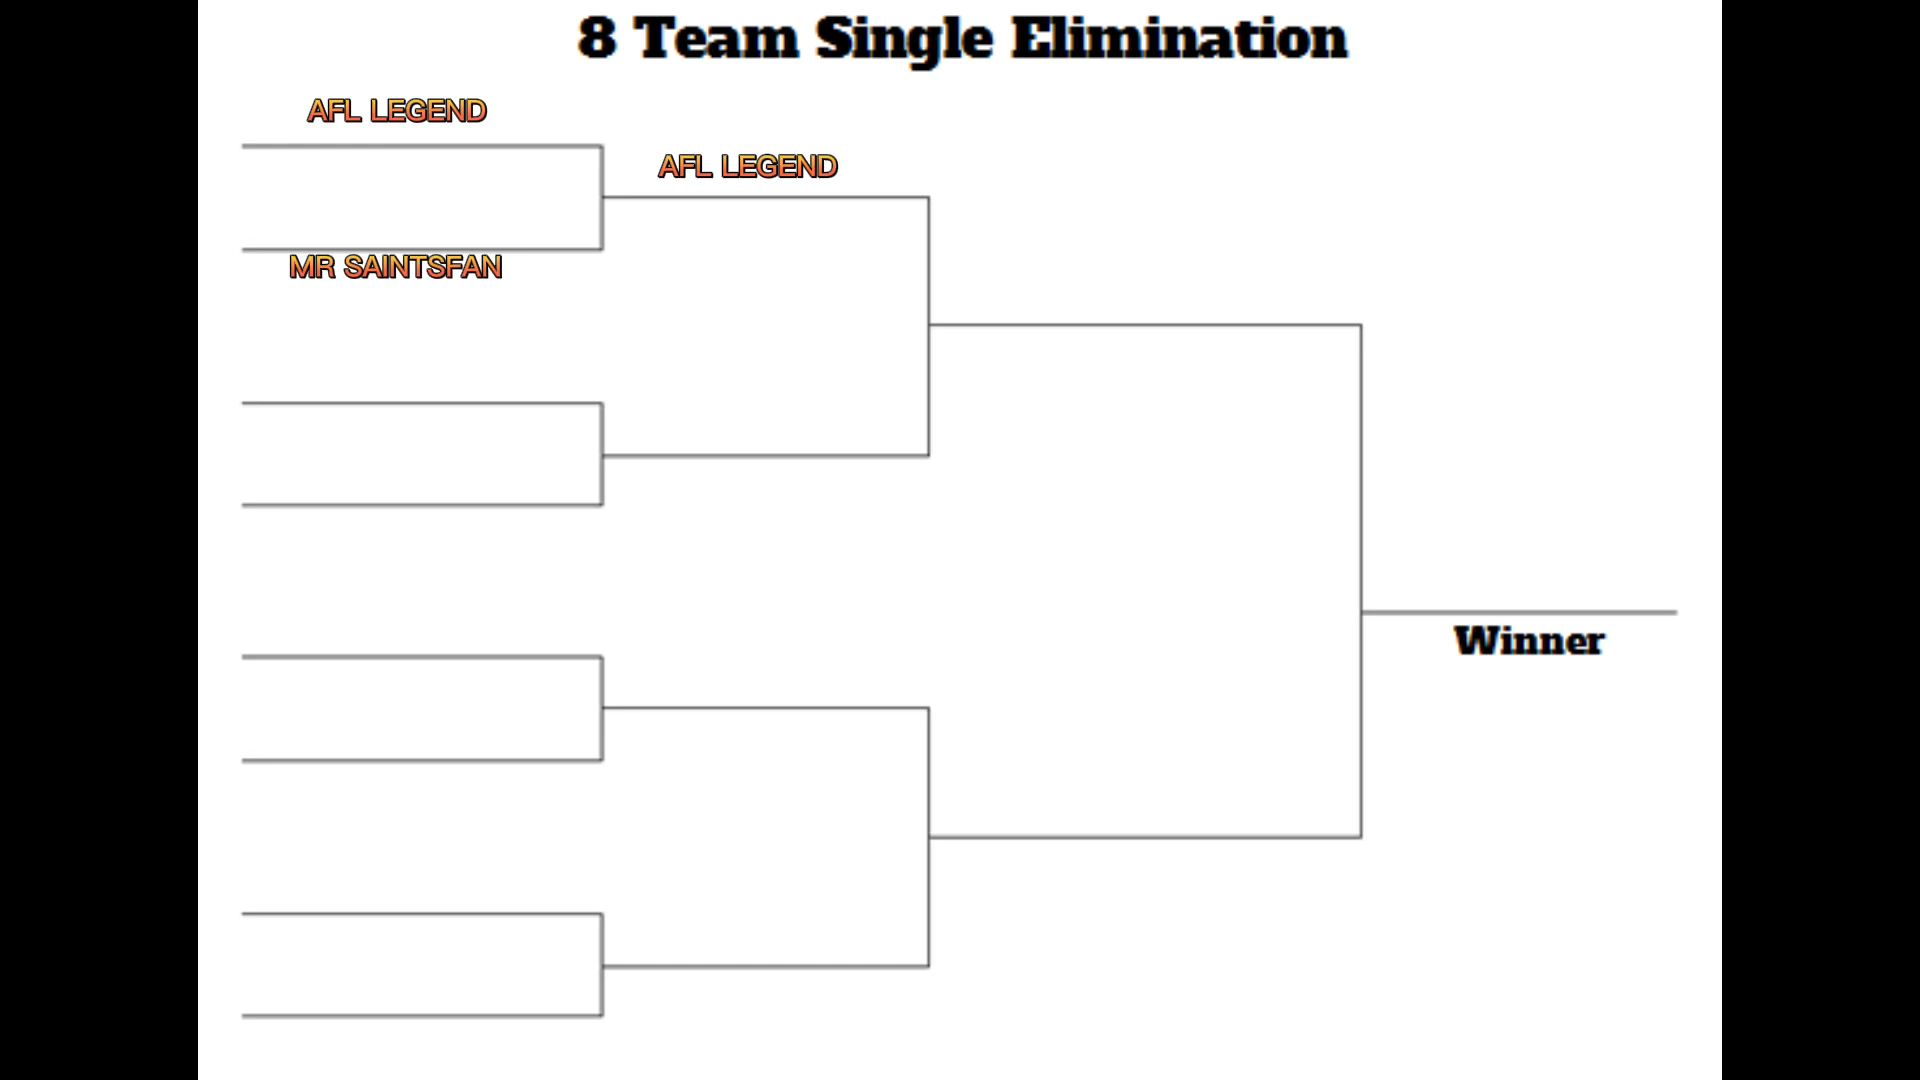 8 Team Single Elimination
AFL LEGEND
AFL LEGEND
MR SAINTSFAN
Winner